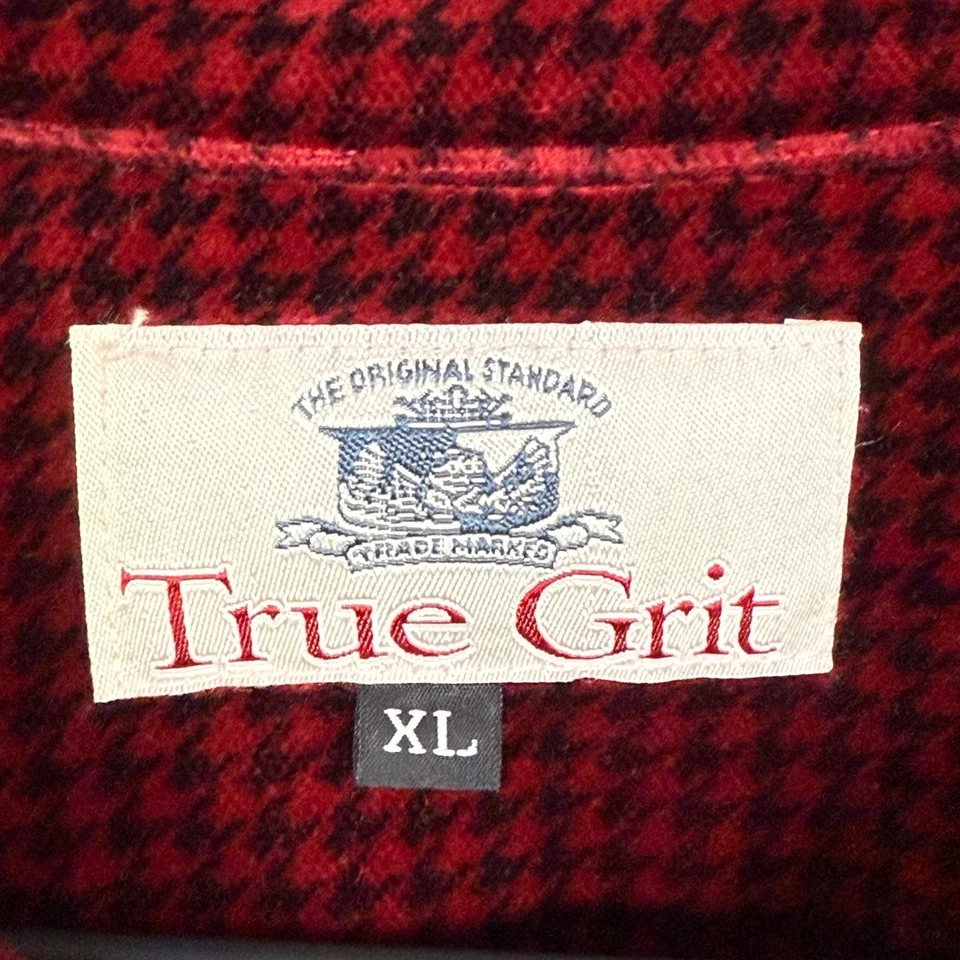 THE ORIGINAL STANDARD
TRADE MARKED
True Grit
XL